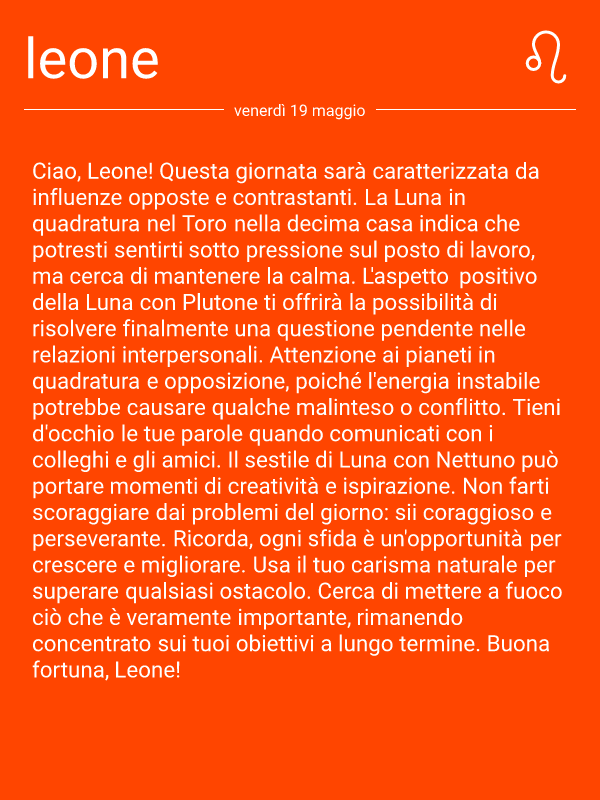 leone
venerdì 19 maggio
Ciao, Leone! Questa giornata sarà caratterizzata da
influenze opposte e contrastanti. La Luna in
quadratura nel Toro nella decima casa indica che
potresti sentirti sotto pressione sul posto di lavoro,
ma cerca di mantenere la calma. L'aspetto  positivo
della Luna con Plutone ti offrirà la possibilità di
risolvere finalmente una questione pendente nelle
relazioni interpersonali. Attenzione ai pianeti in
quadratura e opposizione, poiché l'energia instabile
potrebbe causare qualche malinteso o conflitto. Tieni
d'occhio le tue parole quando comunicati con i
colleghi e gli amici. Il sestile di Luna con Nettuno può
portare momenti di creatività e ispirazione. Non farti
scoraggiare dai problemi del giorno: sii coraggioso e
perseverante. Ricorda, ogni sfida è un'opportunità per
crescere e migliorare. Usa il tuo carisma naturale per
superare qualsiasi ostacolo. Cerca di mettere a fuoco
ciò che è veramente importante, rimanendo
concentrato sui tuoi obiettivi a lungo termine. Buona
fortuna, Leone!